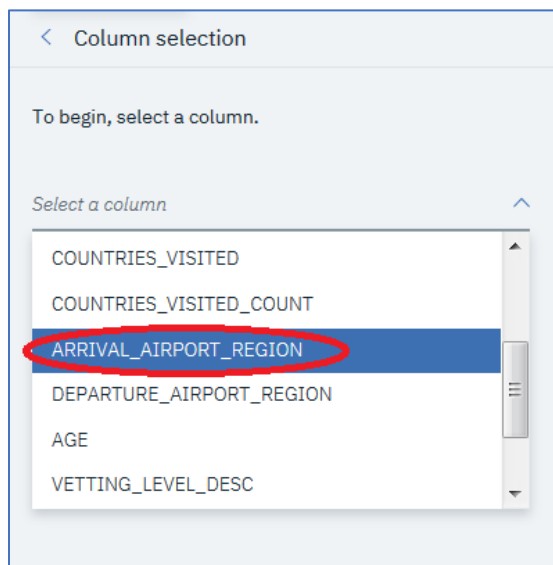 Column selection
To begin, select a column.
Select a column
COUNTRIES_VISITED
COUNTRIES_VISITED_COUNT
ARRIVAL_AIRPORT_REGION
DEPARTURE_AIRPORT_REGION
AGE
VETTING_LEVEL_DESC